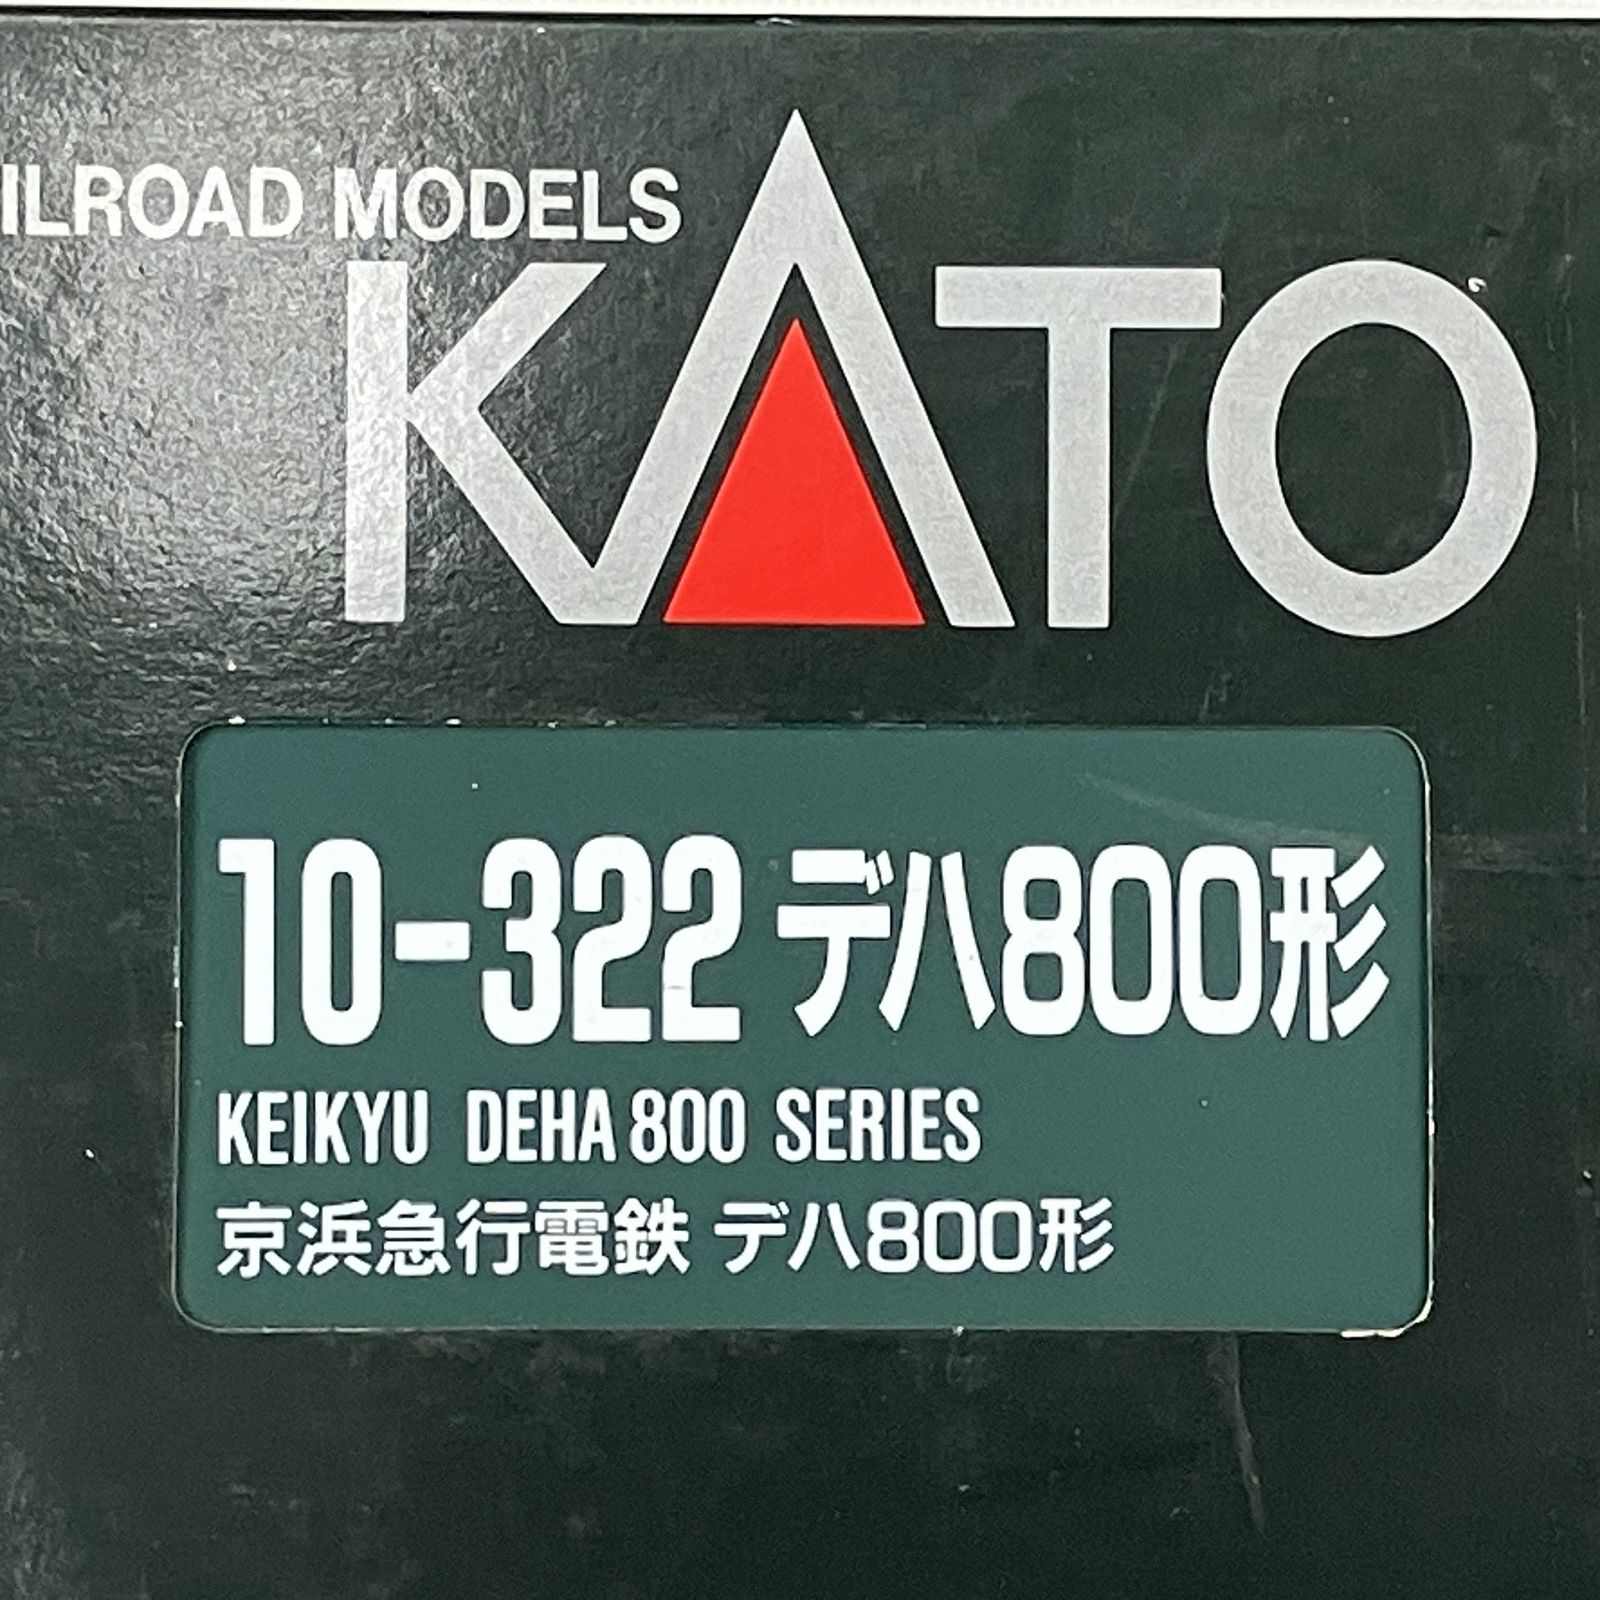 ILROAD MODELS
KATO
10-322 デハ800形
KEIKYU DEHA 800 SERIES
京浜急行電鉄 デハ800形